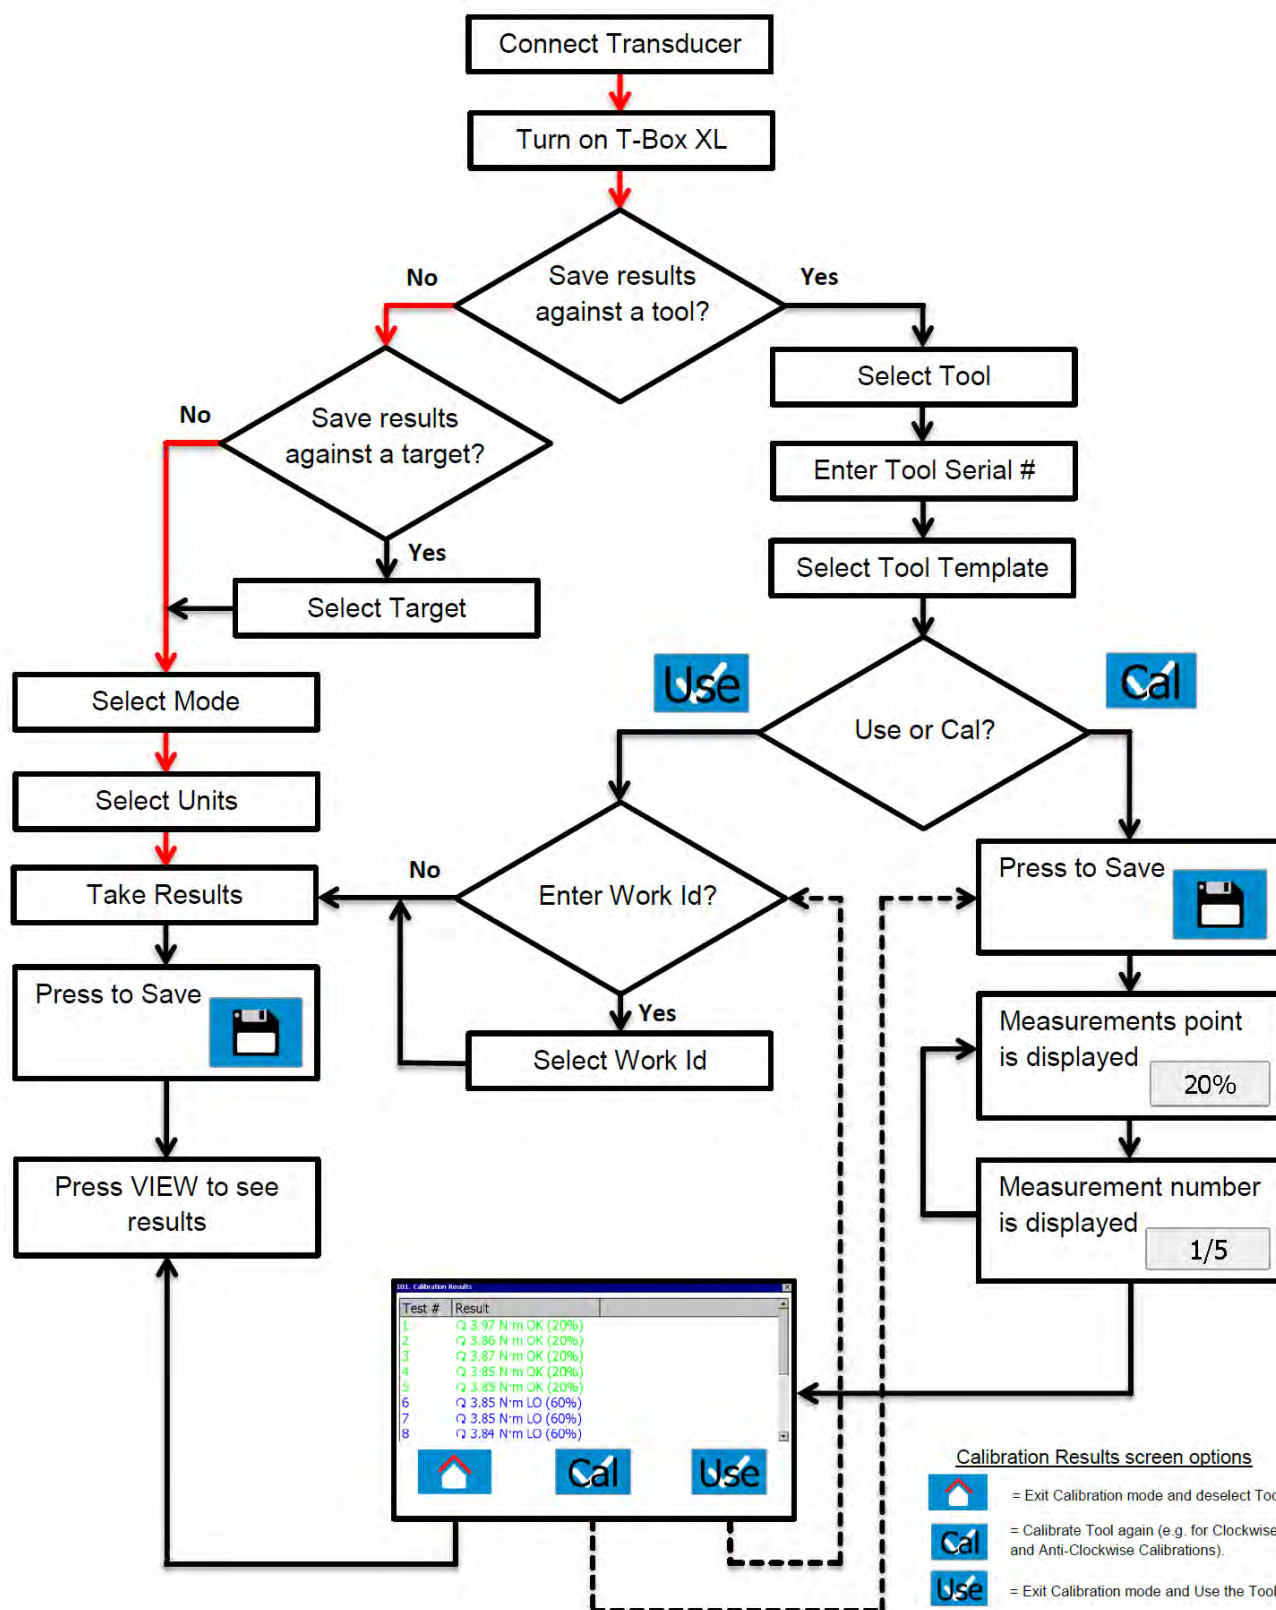 Connect Transducer
Turn on T-Box XL
Save results
against a tool?
No
Yes
Save results
against a target?
No
Yes
Select Target
Select Tool
Enter Tool Serial #
Select Tool Template
Use
Cal
Use or Cal?
Select Mode
Select Units
Take Results
Press to Save
Press VIEW to see
results
Enter Work Id?
No
Yes
Select Work Id
Press to Save
Measurements point
is displayed
20%
Measurement number
is displayed
1/5
101. Calibration Results
Test # Result
1 3.97 N·m OK (20%)
2 3.86 N·m OK (20%)
3 3.87 N·m OK (20%)
4 3.85 N·m OK (20%)
5 3.85 N·m OK (20%)
6 3.85 N·m LO (60%)
7 3.85 N·m LO (60%)
8 3.84 N·m LO (60%)
Cal
Use
Calibration Results screen options
= Exit Calibration mode and deselect Too
Cal = Calibrate Tool again (e.g. for Clockwise
and Anti-Clockwise Calibrations).
Use = Exit Calibration mode and Use the Tool